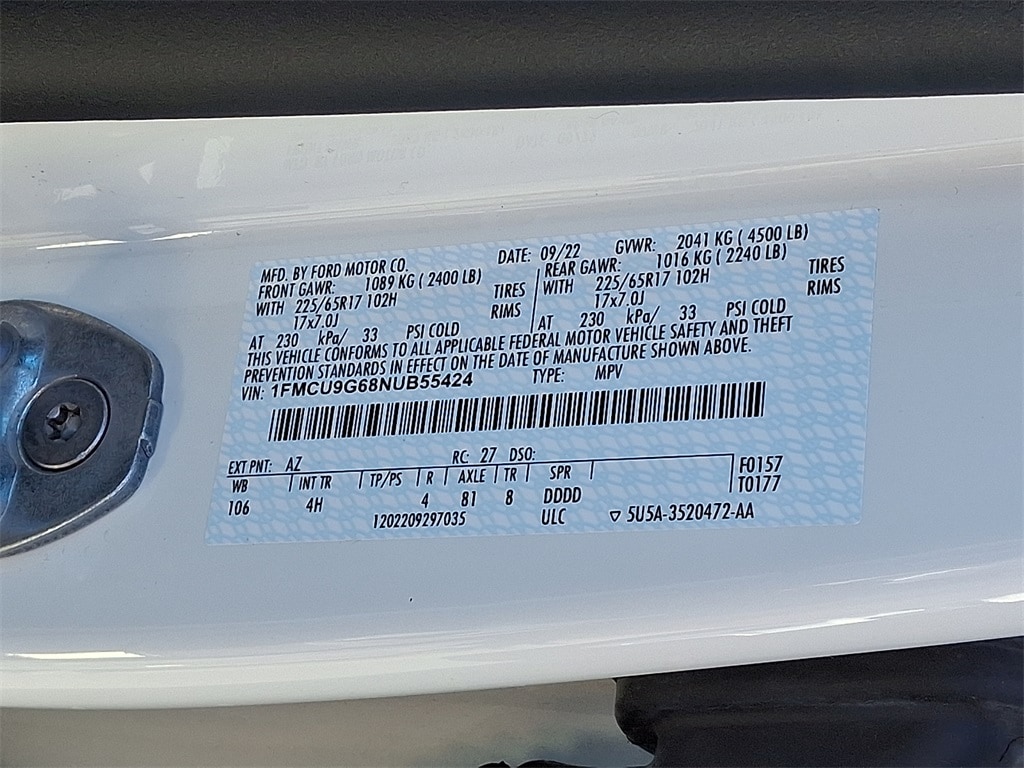 MFD. BY FORD MOTOR CO. DATE: 09/22 GVWR: 2041 KG ( 4500 LB)
FRONT GAWR: 1089 KG ( 2400 LB) REAR GAWR: 1016 KG ( 2240 LB)
WITH 225/65R17 102H TIRES WITH 225/65R17 102H TIRES
17x7.0J RIMS 17x7.0J RIMS
AT 230 kPa/ 33 PSI COLD AT 230 kPa/ 33 PSI COLD
THIS VEHICLE CONFORMS TO ALL APPLICABLE FEDERAL MOTOR VEHICLE SAFETY AND THEFT
PREVENTION STANDARDS IN EFFECT ON THE DATE OF MANUFACTURE SHOWN ABOVE.
VIN: 1FMCU9G68NUB55424 TYPE: MPV
EXT PNT: AZ RC: 27 DSO: F0157
WB INT TR TP/PS R AXLE TR SPR T0177
106 4H 4 81 8 DDDD
1202209297035 ULC ▽ 5U5A-3520472-AA